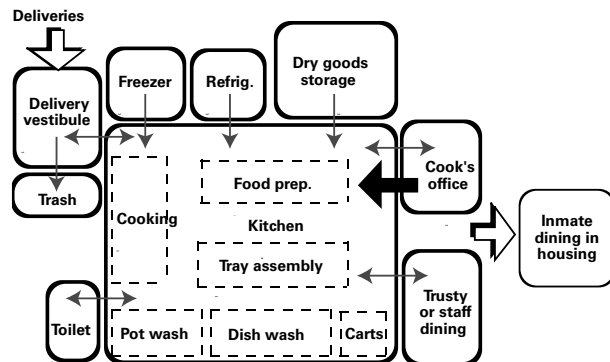 Deliveries
Delivery
vestibule
Freezer
Refrig.
Dry goods
storage
Trash
Cooking
Food prep.
Cook's
office
Kitchen
Inmate
dining in
housing
Tray assembly
Toilet
Pot wash
Dish wash
Carts
Trusty
or staff
dining